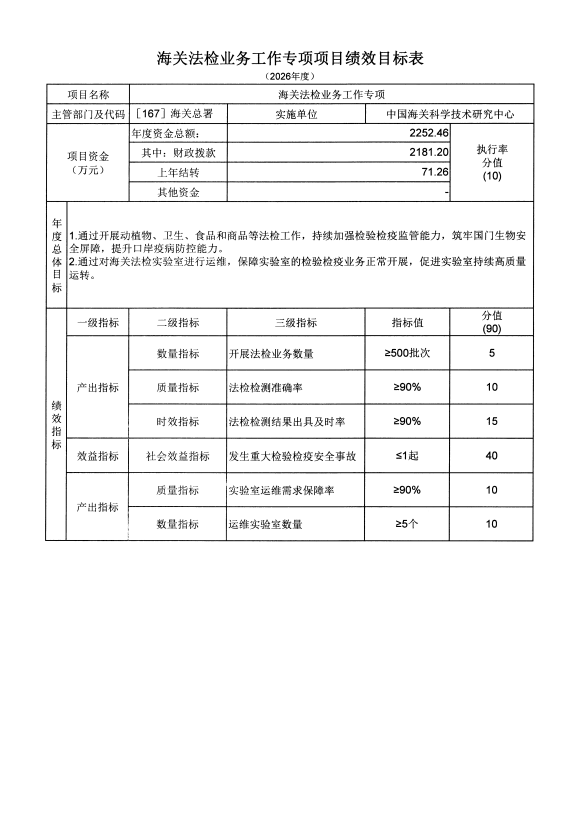 海关法检业务工作专项项目绩效目标表
（2026年度）
项目名称 海关法检业务工作专项
主管部门及代码 ［167］海关总署 实施单位 中国海关科学技术研究中心
项目资金
（万元）
年度资金总额： 2252.46
其中：财政拨款 2181.20
上年结转 71.26
其他资金 -
执行率
分值
(10)
年度总体目标
1.通过开展动植物、卫生、食品和商品等法检工作，持续加强检验检疫监管能力，筑牢国门生物安
全屏障，提升口岸疫病防控能力。
2.通过对海关法检实验室进行运维，保障实验室的检验检疫业务正常开展，促进实验室持续高质量
运转。
绩效指标
一级指标 二级指标 三级指标 指标值 分值
(90)
产出指标
数量指标 开展法检业务数量 ≥500批次 5
质量指标 法检检测准确率 ≥90% 10
时效指标 法检检测结果出具及时率 ≥90% 15
效益指标 社会效益指标 发生重大检验检疫安全事故 ≤1起 40
产出指标
质量指标 实验室运维需求保障率 ≥90% 10
数量指标 运维实验室数量 ≥5个 10